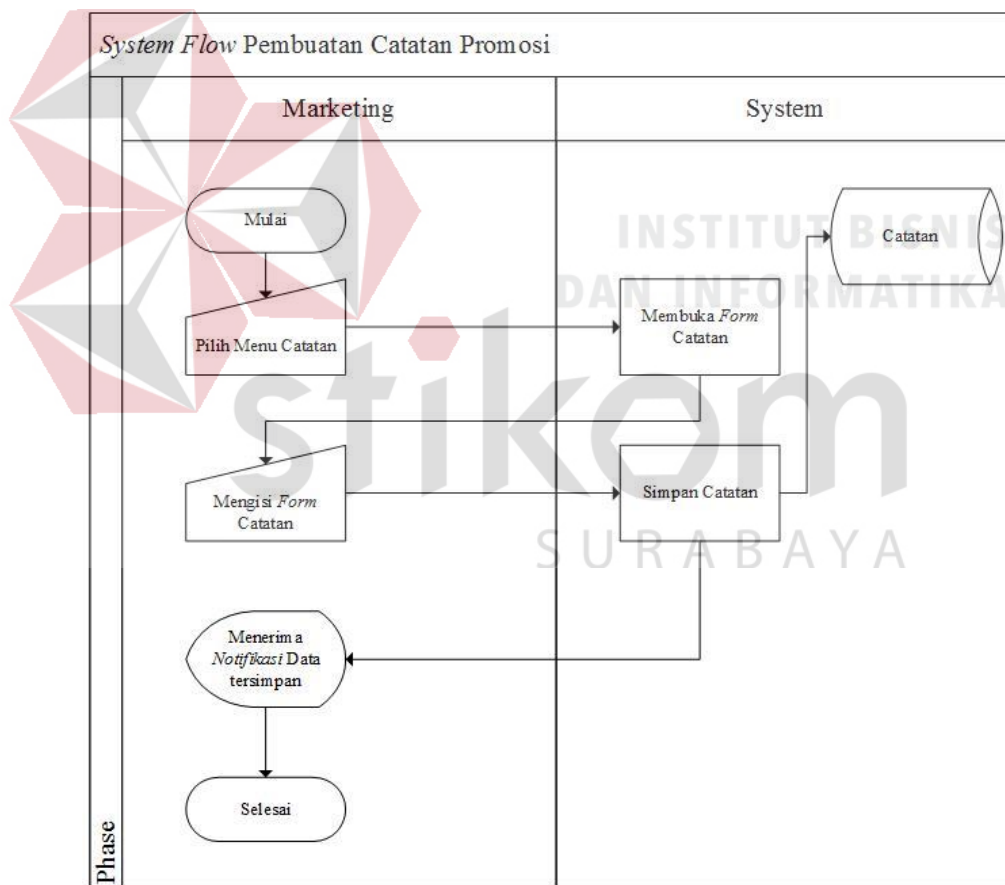 System Flow Pembuatan Catatan Promosi
Marketing
System
Mulai
Catatan
Pilih Menu Catatan
Membuka Form
Catatan
Mengisi Form
Catatan
Simpan Catatan
Menerima
Notifikasi Data
tersimpan
Selesai
Phase
INSTITUT BISNIS
DAN INFORMATIKA
stikom
SURABAYA